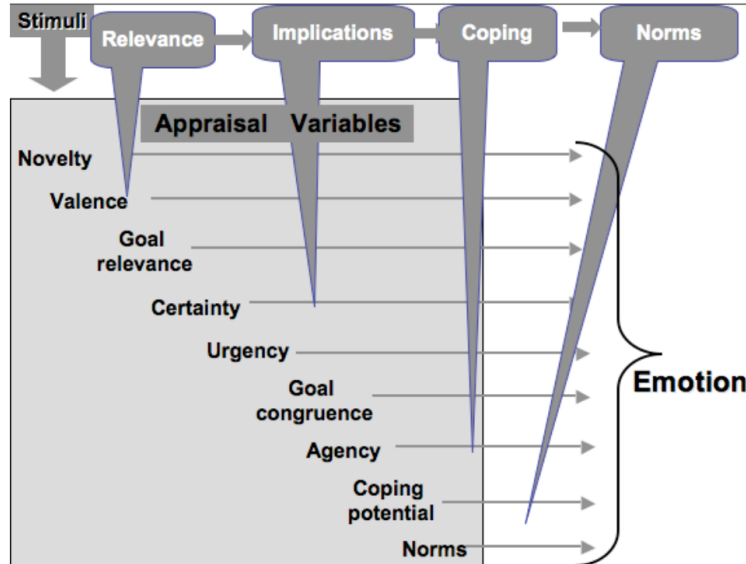 Stimuli
Relevance
Implications
Coping
Norms
Appraisal Variables
Novelty
Valence
Goal
relevance
Certainty
Urgency
Goal
congruence
Agency
Coping
potential
Norms
Emotion